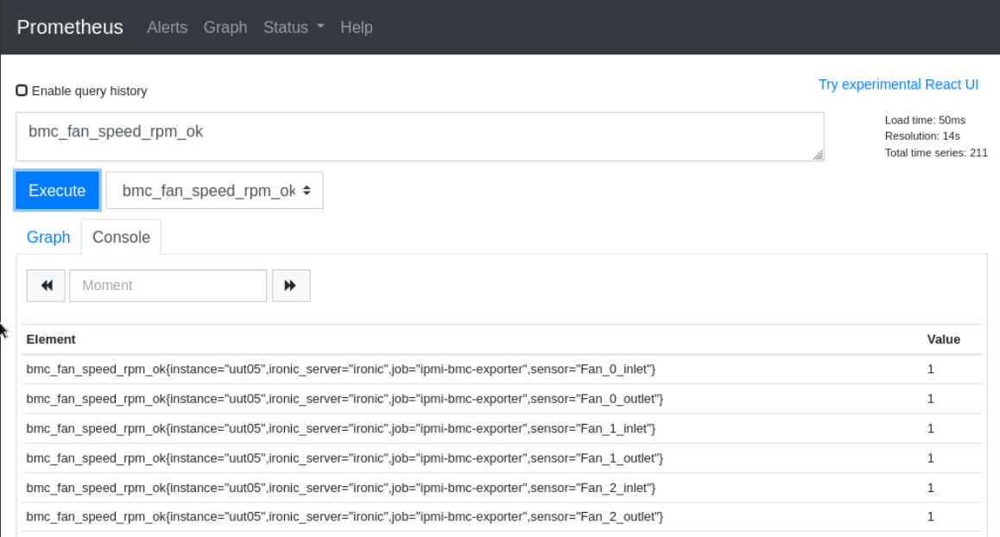 Prometheus Alerts Graph Status Help
Enable query history
Try experimental React UI
bmc_fan_speed_rpm_ok
Load time: 50ms
Resolution: 14s
Total time series: 211
Execute bmc_fan_speed_rpm_ok
Graph Console
Moment
Element Value
bmc_fan_speed_rpm_ok{instance="uut05",ironic_server="ironic",job="ipmi-bmc-exporter",sensor="Fan_0_inlet"} 1
bmc_fan_speed_rpm_ok{instance="uut05",ironic_server="ironic",job="ipmi-bmc-exporter",sensor="Fan_0_outlet"} 1
bmc_fan_speed_rpm_ok{instance="uut05",ironic_server="ironic",job="ipmi-bmc-exporter",sensor="Fan_1_inlet"} 1
bmc_fan_speed_rpm_ok{instance="uut05",ironic_server="ironic",job="ipmi-bmc-exporter",sensor="Fan_1_outlet"} 1
bmc_fan_speed_rpm_ok{instance="uut05",ironic_server="ironic",job="ipmi-bmc-exporter",sensor="Fan_2_inlet"} 1
bmc_fan_speed_rpm_ok{instance="uut05",ironic_server="ironic",job="ipmi-bmc-exporter",sensor="Fan_2_outlet"} 1